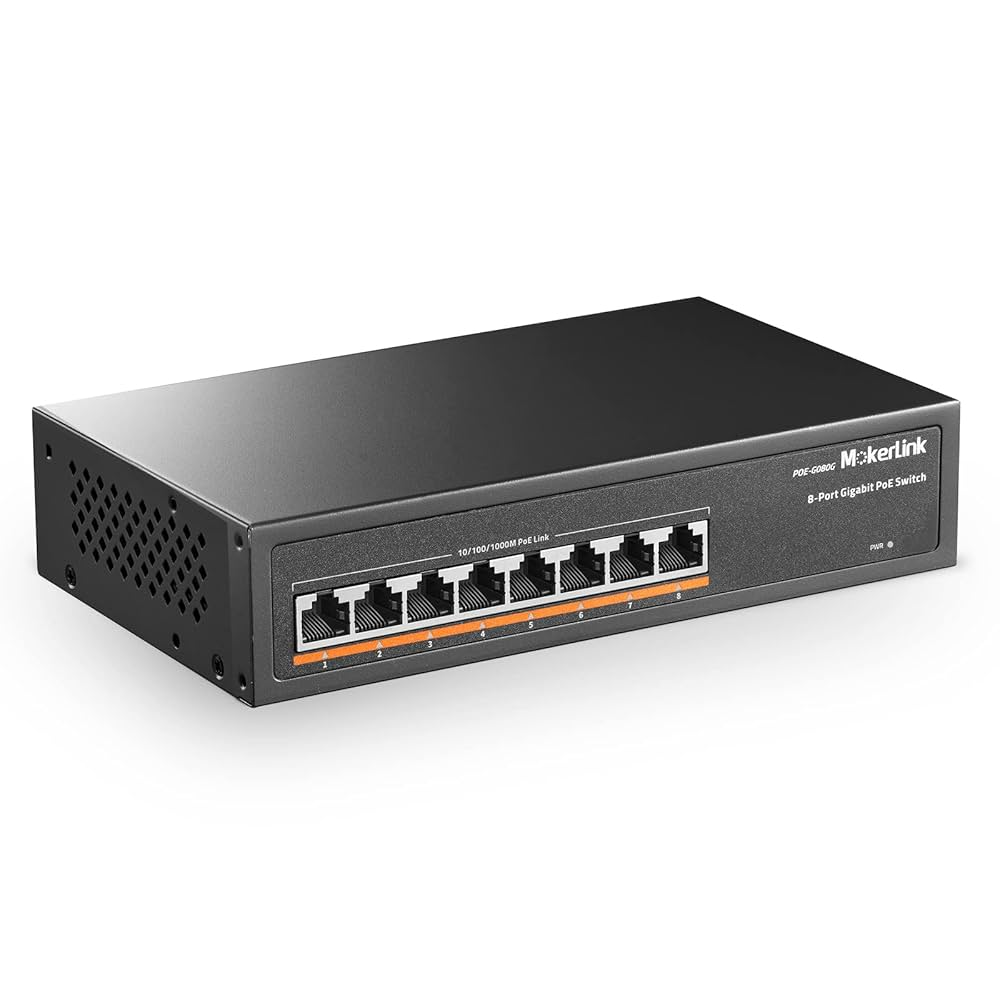 POE-G080G MokerLink
8-Port Gigabit PoE Switch
10/100/1000M PoE Link
PWR
1 2 3 4 5 6 7 8